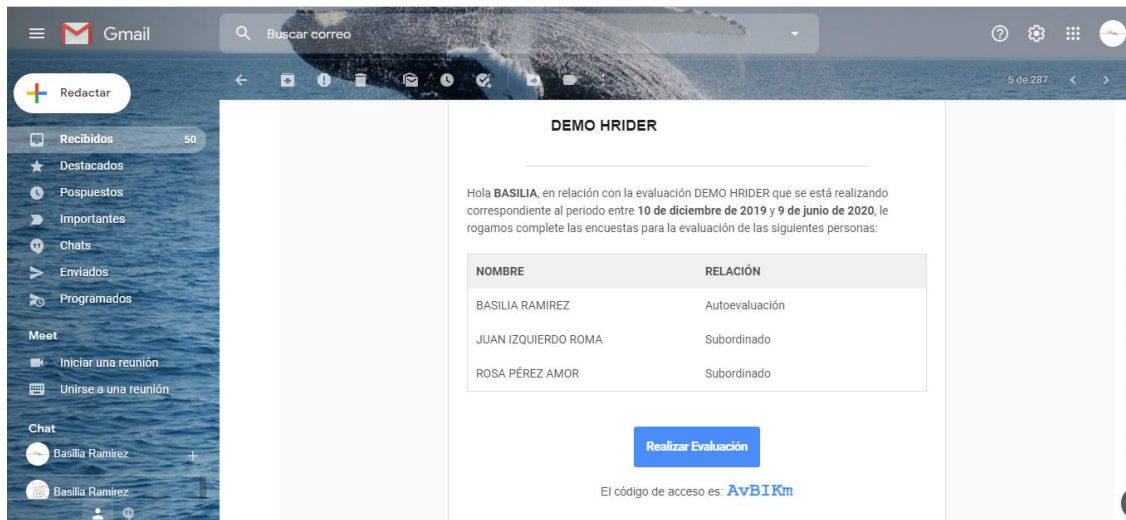 Gmail
Buscar correo
Redactar
5 de 287
Recibidos 50
Destacados
Pospuestos
Importantes
Chats
Enviados
Programados
Meet
Iniciar una reunión
Unirse a una reunión
Chat
Basilia Ramirez
Basilia Ramirez
DEMO HRIDER
Hola BASILIA, en relación con la evaluación DEMO HRIDER que se está realizando
correspondiente al periodo entre 10 de diciembre de 2019 y 9 de junio de 2020, le
rogamos complete las encuestas para la evaluación de las siguientes personas:
NOMBRE RELACIÓN
BASILIA RAMIREZ Autoevaluación
JUAN IZQUIERDO ROMA Subordinado
ROSA PÉREZ AMOR Subordinado
Realizar Evaluación
El código de acceso es: AvBIKm